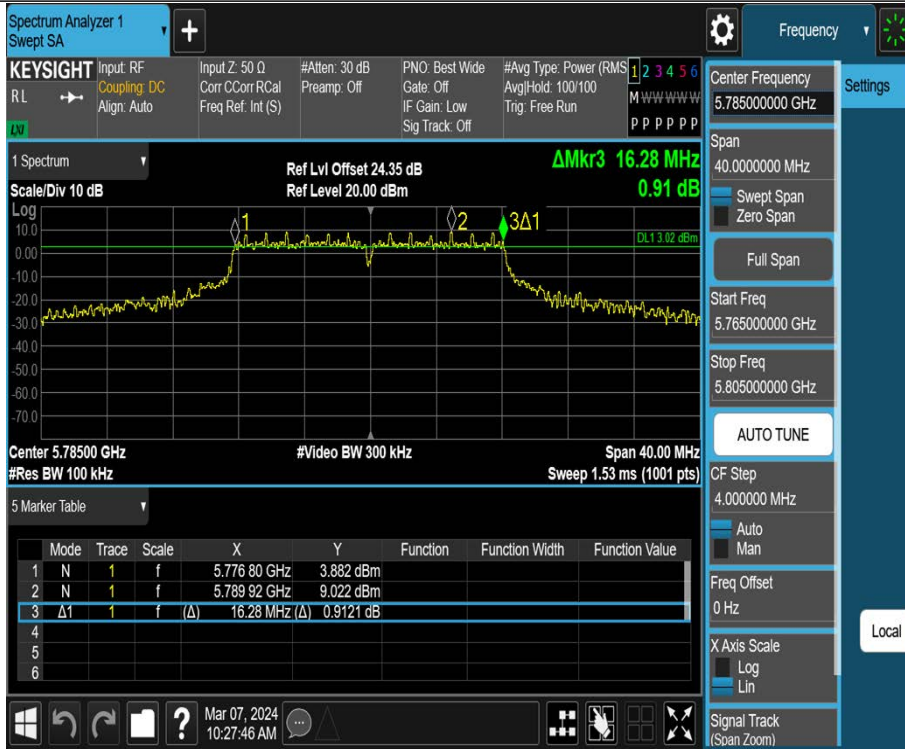 Spectrum Analyzer 1
Swept SA
+
Frequency
KEYSIGHT
RL
LXI
Input: RF
Coupling: DC
Align: Auto
Input Z: 50 Ω
Corr CCorr RCal
Freq Ref: Int (S)
#Atten: 30 dB
Preamp: Off
PNO: Best Wide
Gate: Off
IF Gain: Low
Sig Track: Off
#Avg Type: Power (RMS
Avg|Hold: 100/100
Trig: Free Run
1 2 3 4 5 6
M W W W W W
P P P P P P
1 Spectrum
Scale/Div 10 dB
Ref Lvl Offset 24.35 dB
Ref Level 20.00 dBm
ΔMkr3 16.28 MHz
0.91 dB
Log
10.0
0.00
-10.0
-20.0
-30.0
-40.0
-50.0
-60.0
-70.0
1
2
3Δ1
DL1 3.02 dBm
Center 5.78500 GHz
#Res BW 100 kHz
#Video BW 300 kHz
Span 40.00 MHz
Sweep 1.53 ms (1001 pts)
5 Marker Table
Mode Trace Scale X Y Function Function Width Function Value
1 N 1 f 5.776 80 GHz 3.882 dBm
2 N 1 f 5.789 92 GHz 9.022 dBm
3 Δ1 1 f (Δ) 16.28 MHz (Δ) 0.9121 dB
4
5
6
?
Mar 07, 2024
10:27:46 AM
Center Frequency
5.785000000 GHz
Span
40.0000000 MHz
Swept Span
Zero Span
Full Span
Start Freq
5.765000000 GHz
Stop Freq
5.805000000 GHz
AUTO TUNE
CF Step
4.000000 MHz
Auto
Man
Freq Offset
0 Hz
X Axis Scale
Log
Lin
Signal Track
(Span Zoom)
Settings
Local